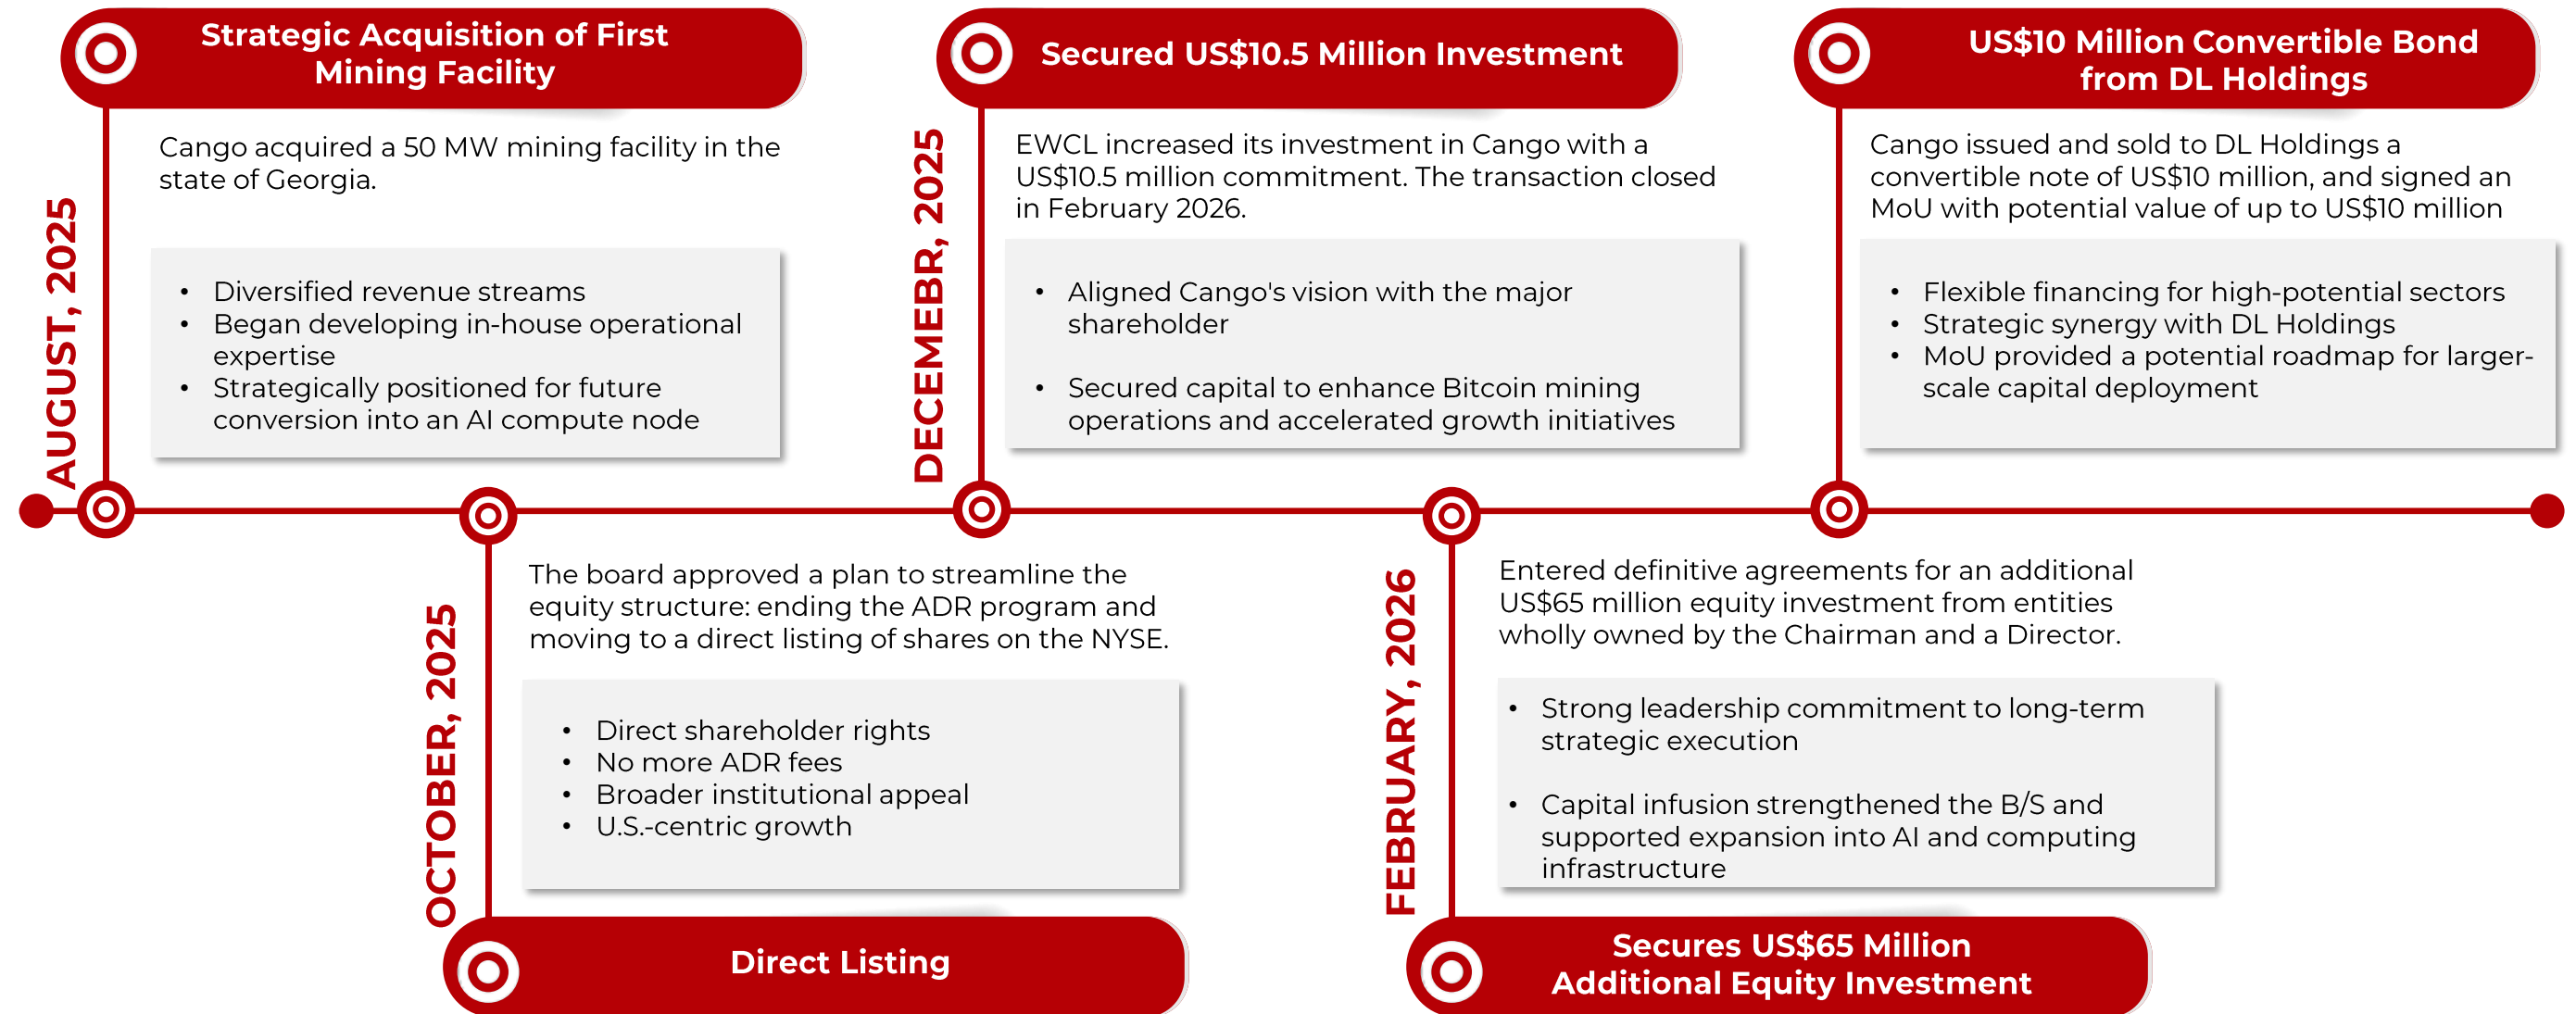 Strategic Acquisition of First
Mining Facility
AUGUST, 2025
Cango acquired a 50 MW mining facility in the
state of Georgia.
• Diversified revenue streams
• Began developing in-house operational
expertise
• Strategically positioned for future
conversion into an AI compute node
Secured US$10.5 Million Investment
DECEMEBR, 2025
EWCL increased its investment in Cango with a
US$10.5 million commitment. The transaction closed
in February 2026.
• Aligned Cango's vision with the major
shareholder
• Secured capital to enhance Bitcoin mining
operations and accelerated growth initiatives
US$10 Million Convertible Bond
from DL Holdings
Cango issued and sold to DL Holdings a
convertible note of US$10 million, and signed an
MoU with potential value of up to US$10 million
• Flexible financing for high-potential sectors
• Strategic synergy with DL Holdings
• MoU provided a potential roadmap for larger-
scale capital deployment
OCTOBER, 2025
The board approved a plan to streamline the
equity structure: ending the ADR program and
moving to a direct listing of shares on the NYSE.
• Direct shareholder rights
• No more ADR fees
• Broader institutional appeal
• U.S.-centric growth
Direct Listing
FEBRUARY, 2026
Entered definitive agreements for an additional
US$65 million equity investment from entities
wholly owned by the Chairman and a Director.
• Strong leadership commitment to long-term
strategic execution
• Capital infusion strengthened the B/S and
supported expansion into AI and computing
infrastructure
Secures US$65 Million
Additional Equity Investment